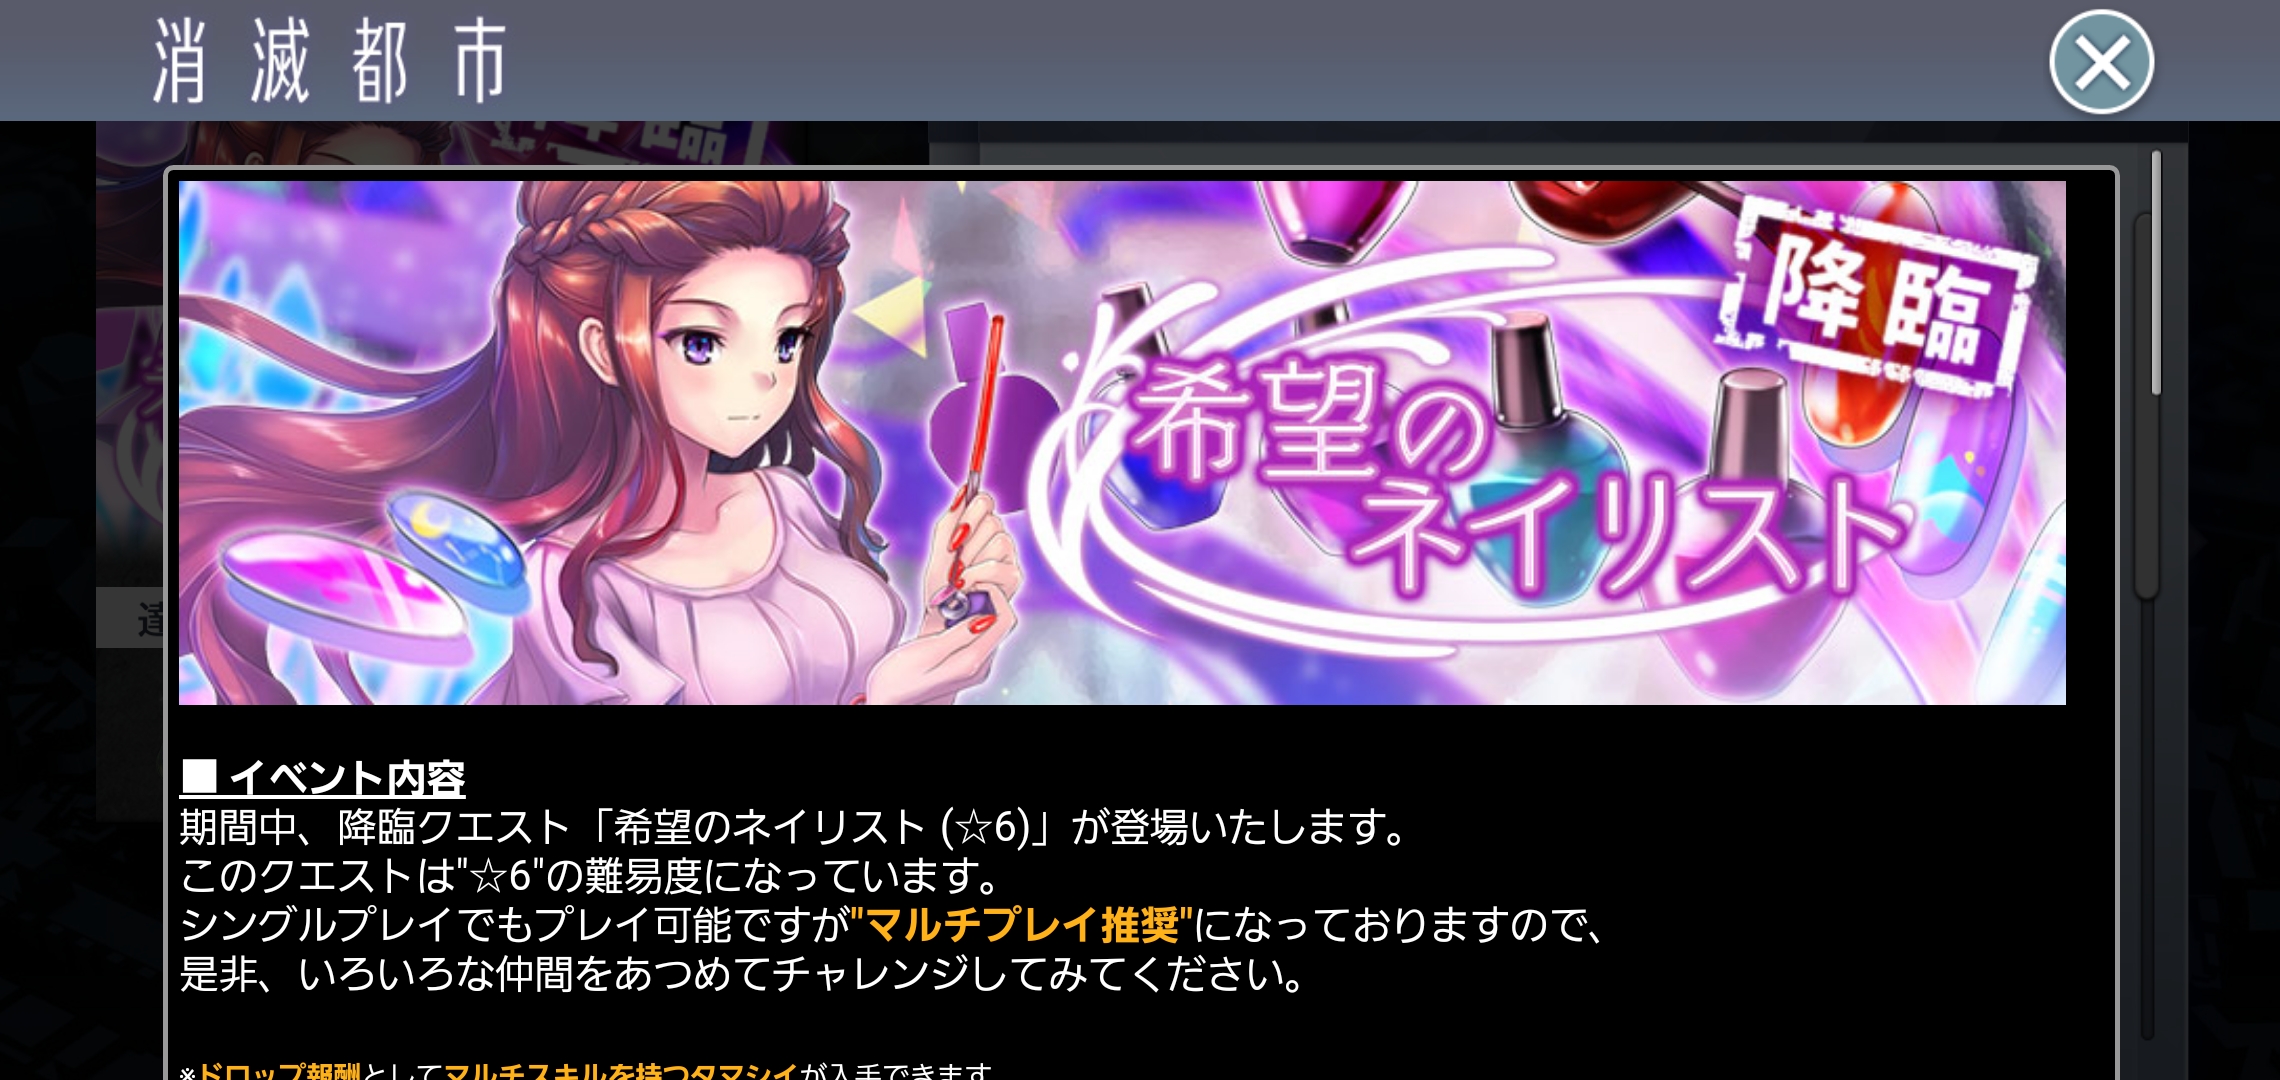 消滅都市
降臨
希望の
ネイリスト
■ イベント内容
期間中、降臨クエスト「希望のネイリスト (☆6)」が登場いたします。
このクエストは"☆6"の難易度になっています。
シングルプレイでもプレイ可能ですが"マルチプレイ推奨"になっておりますので、
是非、いろいろな仲間をあつめてチャレンジしてみてください。
※ドロップ報酬としてマルチスキルを持つタマシイが入手できます